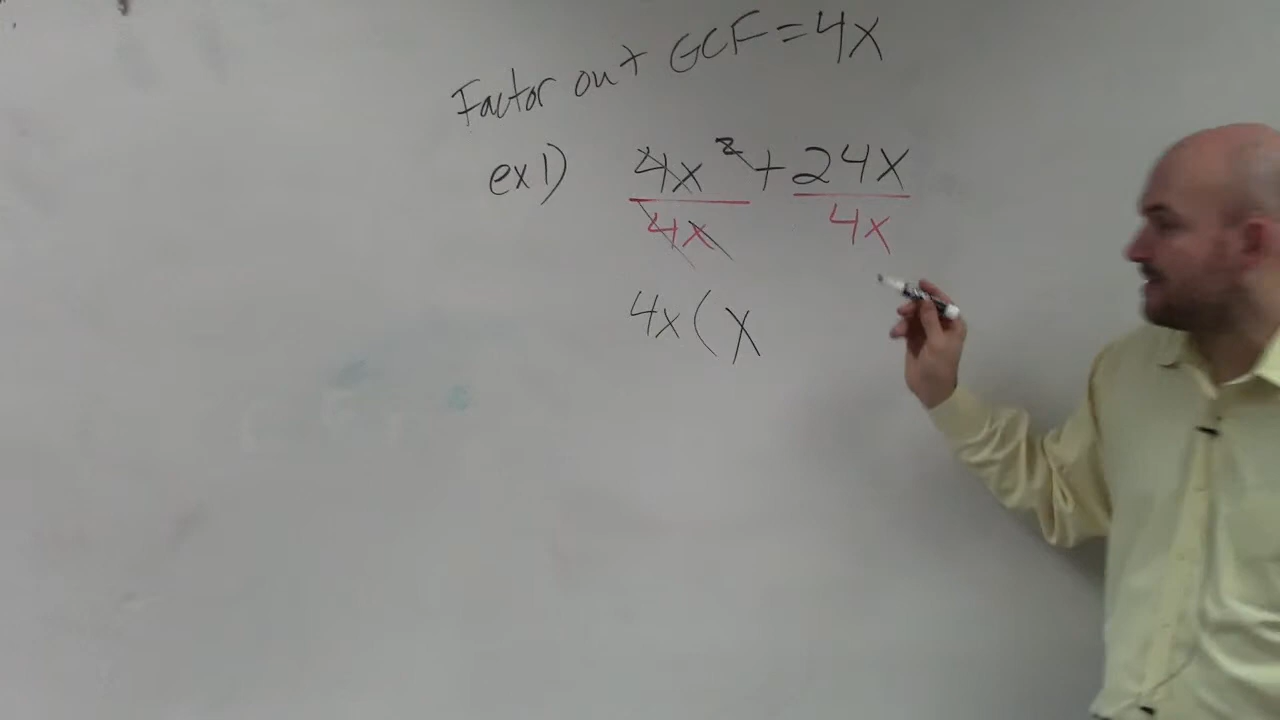 Factor out GCF = 4x
ex 1) 4x² + 24x
4x 4x
4x ( x